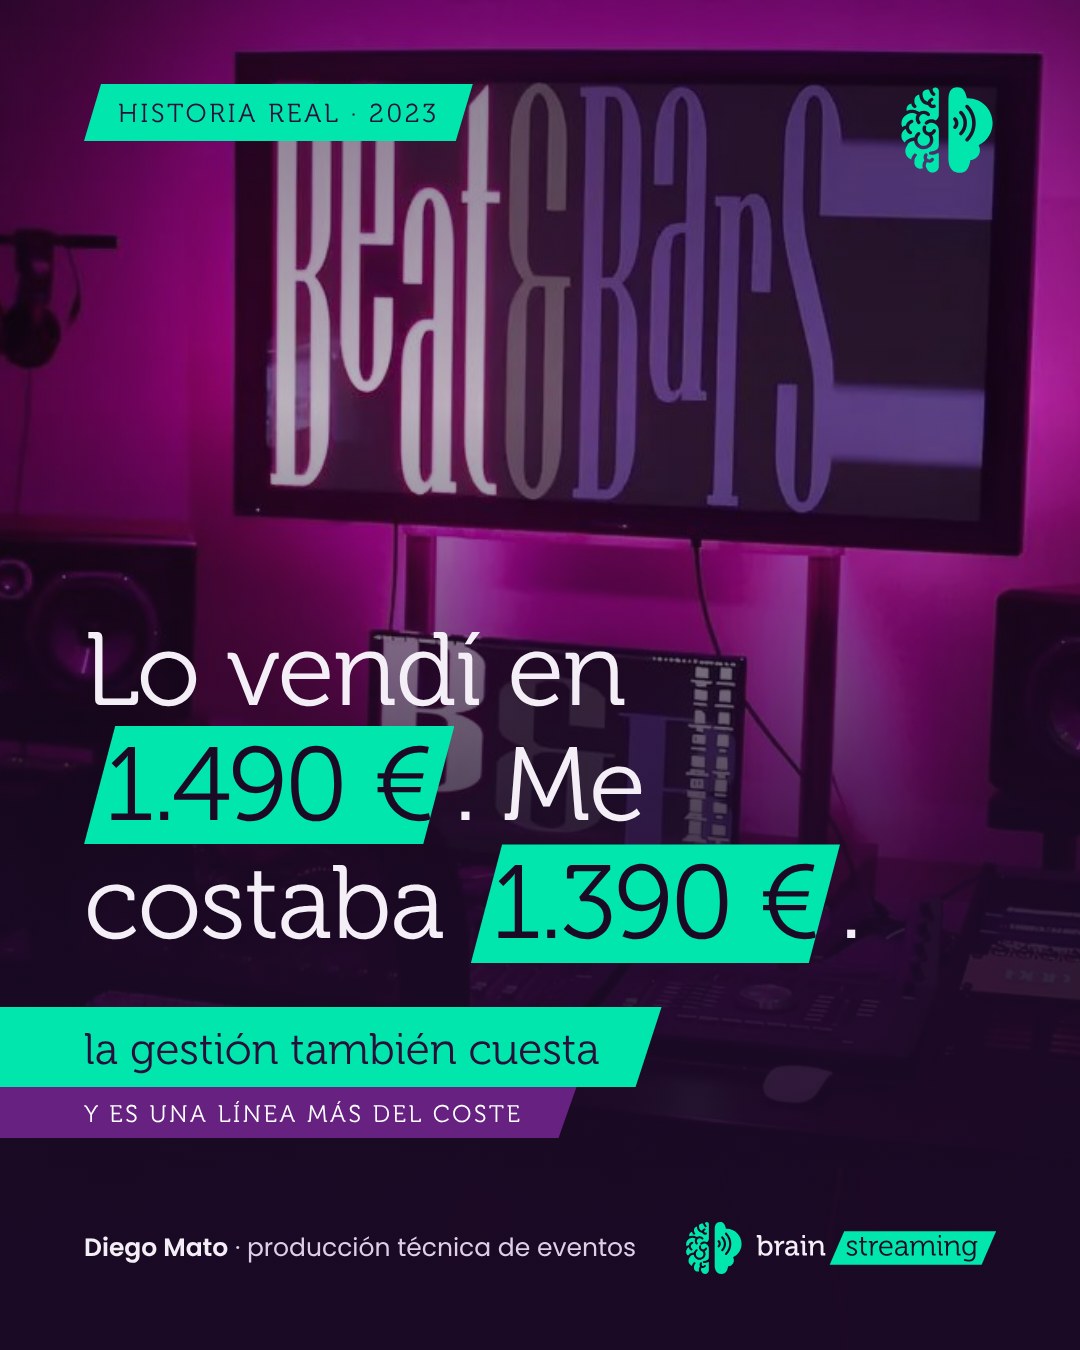 HISTORIA REAL · 2023
Beat&Bars
Lo vendí en
1.490 €. Me
costaba 1.390 €.
la gestión también cuesta
Y ES UNA LÍNEA MÁS DEL COSTE
Diego Mato · producción técnica de eventos
brain streaming